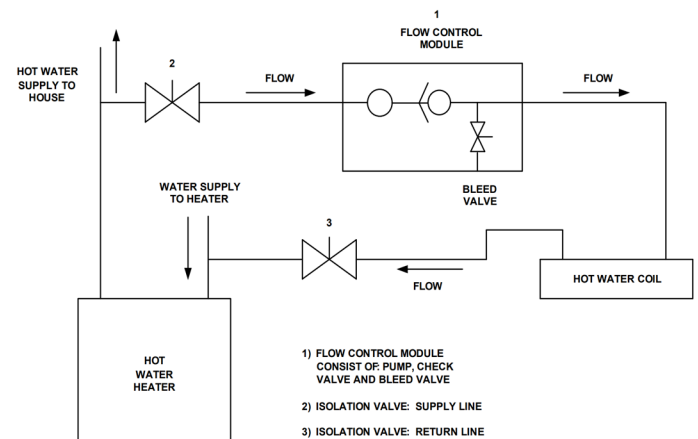 1
FLOW CONTROL
MODULE
HOT WATER
SUPPLY TO
HOUSE
2
FLOW
FLOW
BLEED
VALVE
WATER SUPPLY
TO HEATER
3
FLOW
HOT WATER COIL
HOT
WATER
HEATER
1) FLOW CONTROL MODULE
CONSIST OF: PUMP, CHECK
VALVE AND BLEED VALVE
2) ISOLATION VALVE: SUPPLY LINE
3) ISOLATION VALVE: RETURN LINE